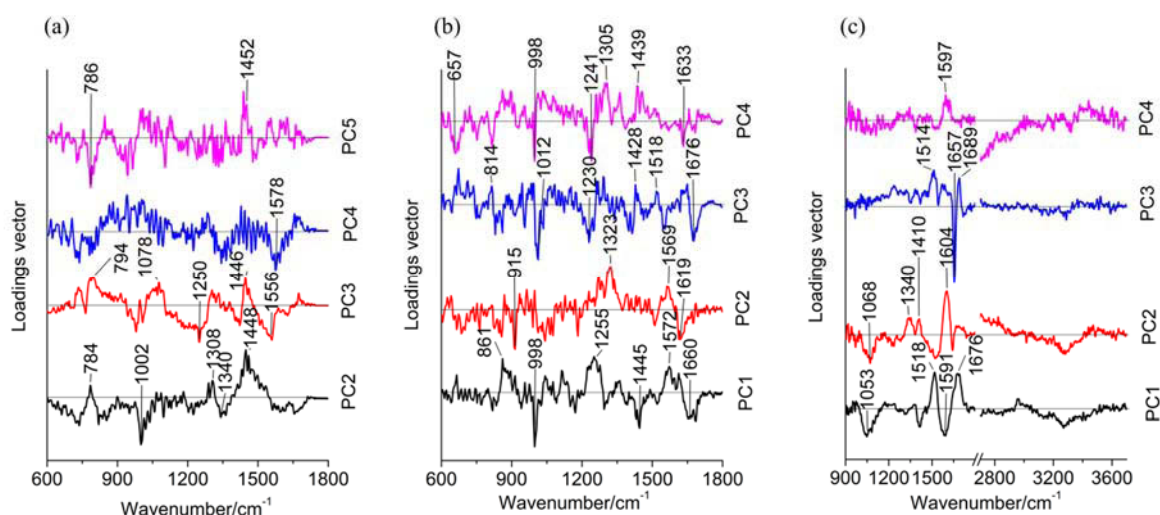 (a)
786
1452
PC5
1578
PC4
794
1078
1250
1446
1556
PC3
784
1002
1308
1340
1448
PC2
Loadings vector
600 900 1200 1500 1800
Wavenumber/cm-1
(b)
657
998
1241
1305
1439
1633
PC4
814
1012
1230
1428
1518
1676
PC3
915
1323
1569
1619
PC2
861
998
1255
1445
1572
1660
PC1
Loadings vector
600 900 1200 1500 1800
Wavenumber/cm-1
(c)
1597
PC4
1514
1657
1689
PC3
1068
1340
1410
1604
PC2
1053
1518
1591
1676
PC1
Loadings vector
900 1200 1500 2800 3200 3600
Wavenumber/cm-1